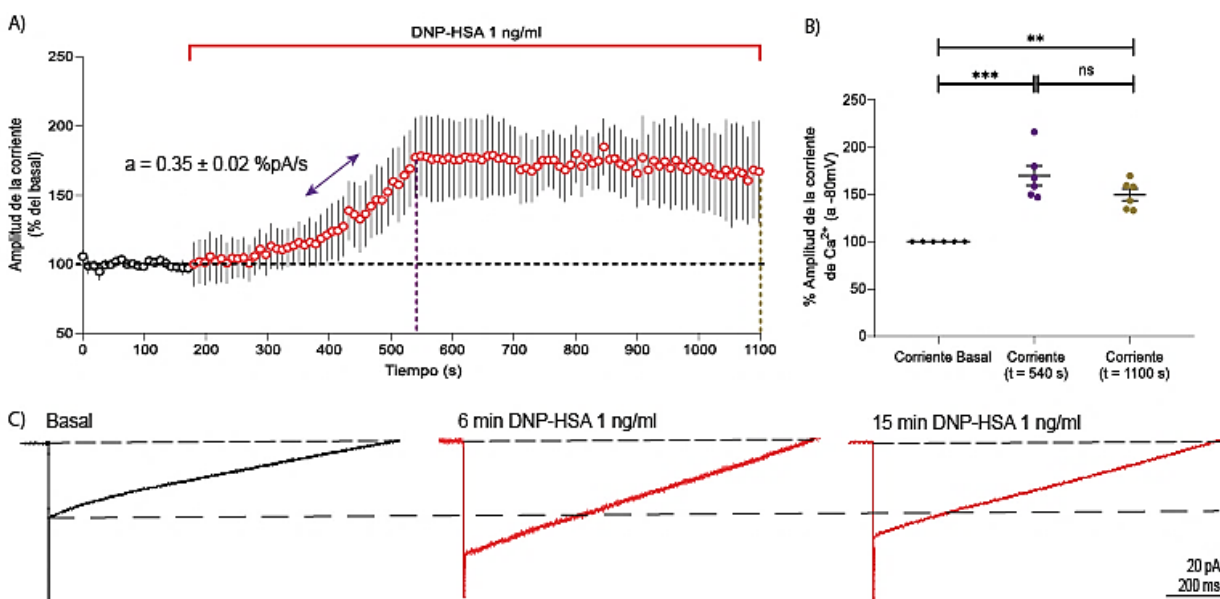 A)
DNP-HSA 1 ng/ml
Amplitud de la corriente
(% del basal)
250
200
150
100
50
a = 0.35 ± 0.02 %pA/s
0 100 200 300 400 500 600 700 800 900 1000 1100
Tiempo (s)
B)
**
*** ns
% Amplitud de la corriente
de Ca²⁺ (a -80mV)
250
200
150
100
50
0
Corriente Basal Corriente Corriente
(t = 540 s) (t = 1100 s)
C) Basal 6 min DNP-HSA 1 ng/ml 15 min DNP-HSA 1 ng/ml
20 pA
200 ms